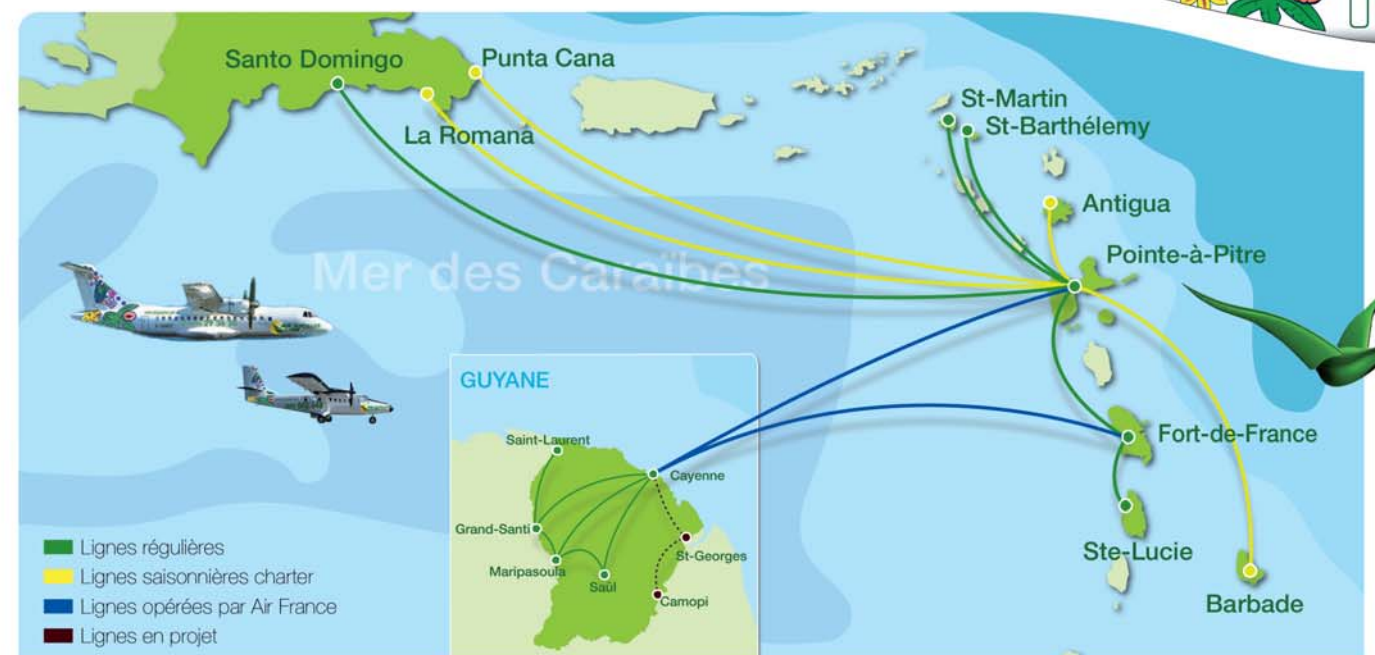 Santo Domingo
Punta Cana
La Romana
St-Martin
St-Barthélemy
Antigua
Pointe-à-Pitre
Mer des Caraïbes
GUYANE
Saint-Laurent
Cayenne
Grand-Santi
St-Georges
Maripasoula
Saül
Camopi
Fort-de-France
Ste-Lucie
Barbade
Lignes régulières
Lignes saisonnières charter
Lignes opérées par Air France
Lignes en projet